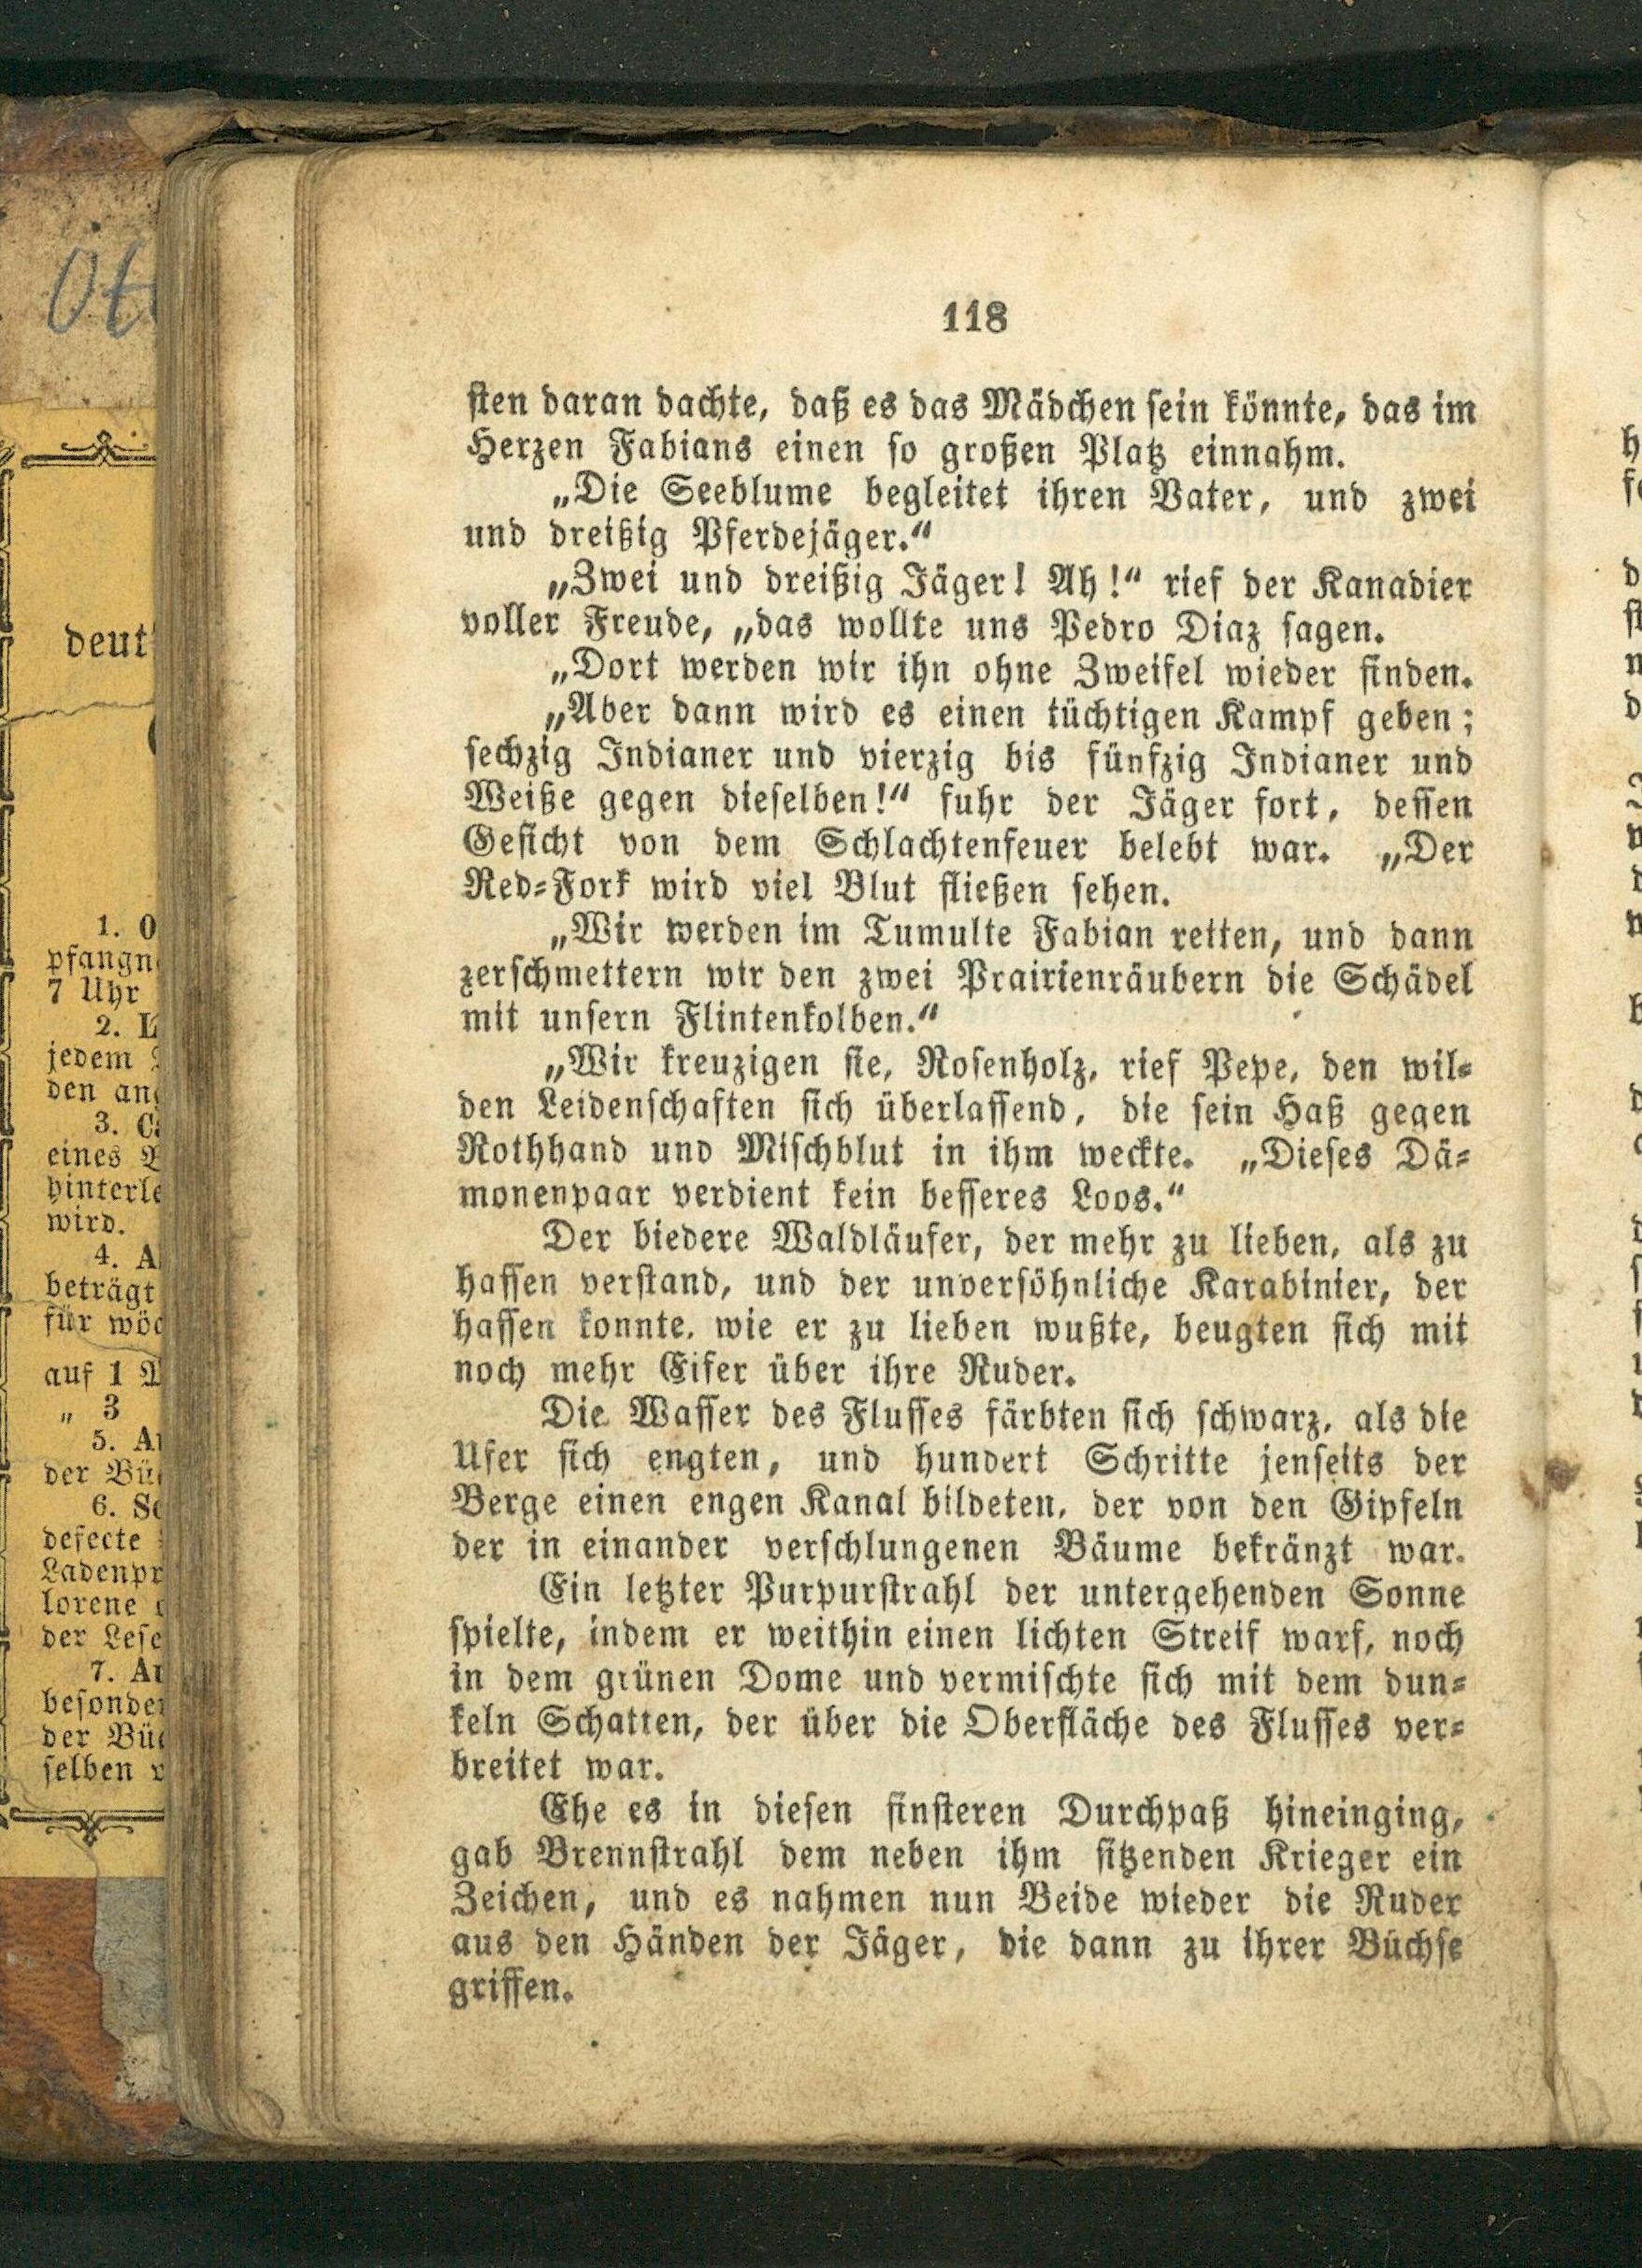 118
sten daran dachte, daß es das Mädchen sein könnte, das im
Herzen Fabians einen so großen Platz einnahm.
„Die Seeblume begleitet ihren Vater, und zwei
und dreißig Pferdejäger.“
„Zwei und dreißig Jäger! Ah!“ rief der Kanadier
voller Freude, „das wollte uns Pedro Diaz sagen.
„Dort werden wir ihn ohne Zweifel wieder finden.
„Aber dann wird es einen tüchtigen Kampf geben;
sechzig Indianer und vierzig bis fünfzig Indianer und
Weiße gegen dieselben!“ fuhr der Jäger fort, dessen
Gesicht von dem Schlachtenfeuer belebt war. „Der
Red-Fork wird viel Blut fließen sehen.
„Wir werden im Tumulte Fabian retten, und dann
zerschmettern wir den zwei Prairienräubern die Schädel
mit unsern Flintenkolben.“
„Wir kreuzigen sie, Rosenholz, rief Pepe, den wil-
den Leidenschaften sich überlassend, die sein Haß gegen
Rothhand und Mischblut in ihm weckte. „Dieses Dä-
monenpaar verdient kein besseres Loos.“
Der biedere Waldläufer, der mehr zu lieben, als zu
hassen verstand, und der unversöhnliche Karabinier, der
hassen konnte, wie er zu lieben wußte, beugten sich mit
noch mehr Eifer über ihre Ruder.
Die Wasser des Flusses färbten sich schwarz, als die
Ufer sich engten, und hundert Schritte jenseits der
Berge einen engen Kanal bildeten, der von den Gipfeln
der in einander verschlungenen Bäume bekränzt war.
Ein letzter Purpurstrahl der untergehenden Sonne
spielte, indem er weithin einen lichten Streif warf, noch
in dem grünen Dome und vermischte sich mit dem dun-
keln Schatten, der über die Oberfläche des Flusses ver-
breitet war.
Ehe es in diesen finsteren Durchpaß hineinging,
gab Brennstrahl dem neben ihm sitzenden Krieger ein
Zeichen, und es nahmen nun Beide wieder die Ruder
aus den Händen der Jäger, die dann zu ihrer Büchse
griffen.